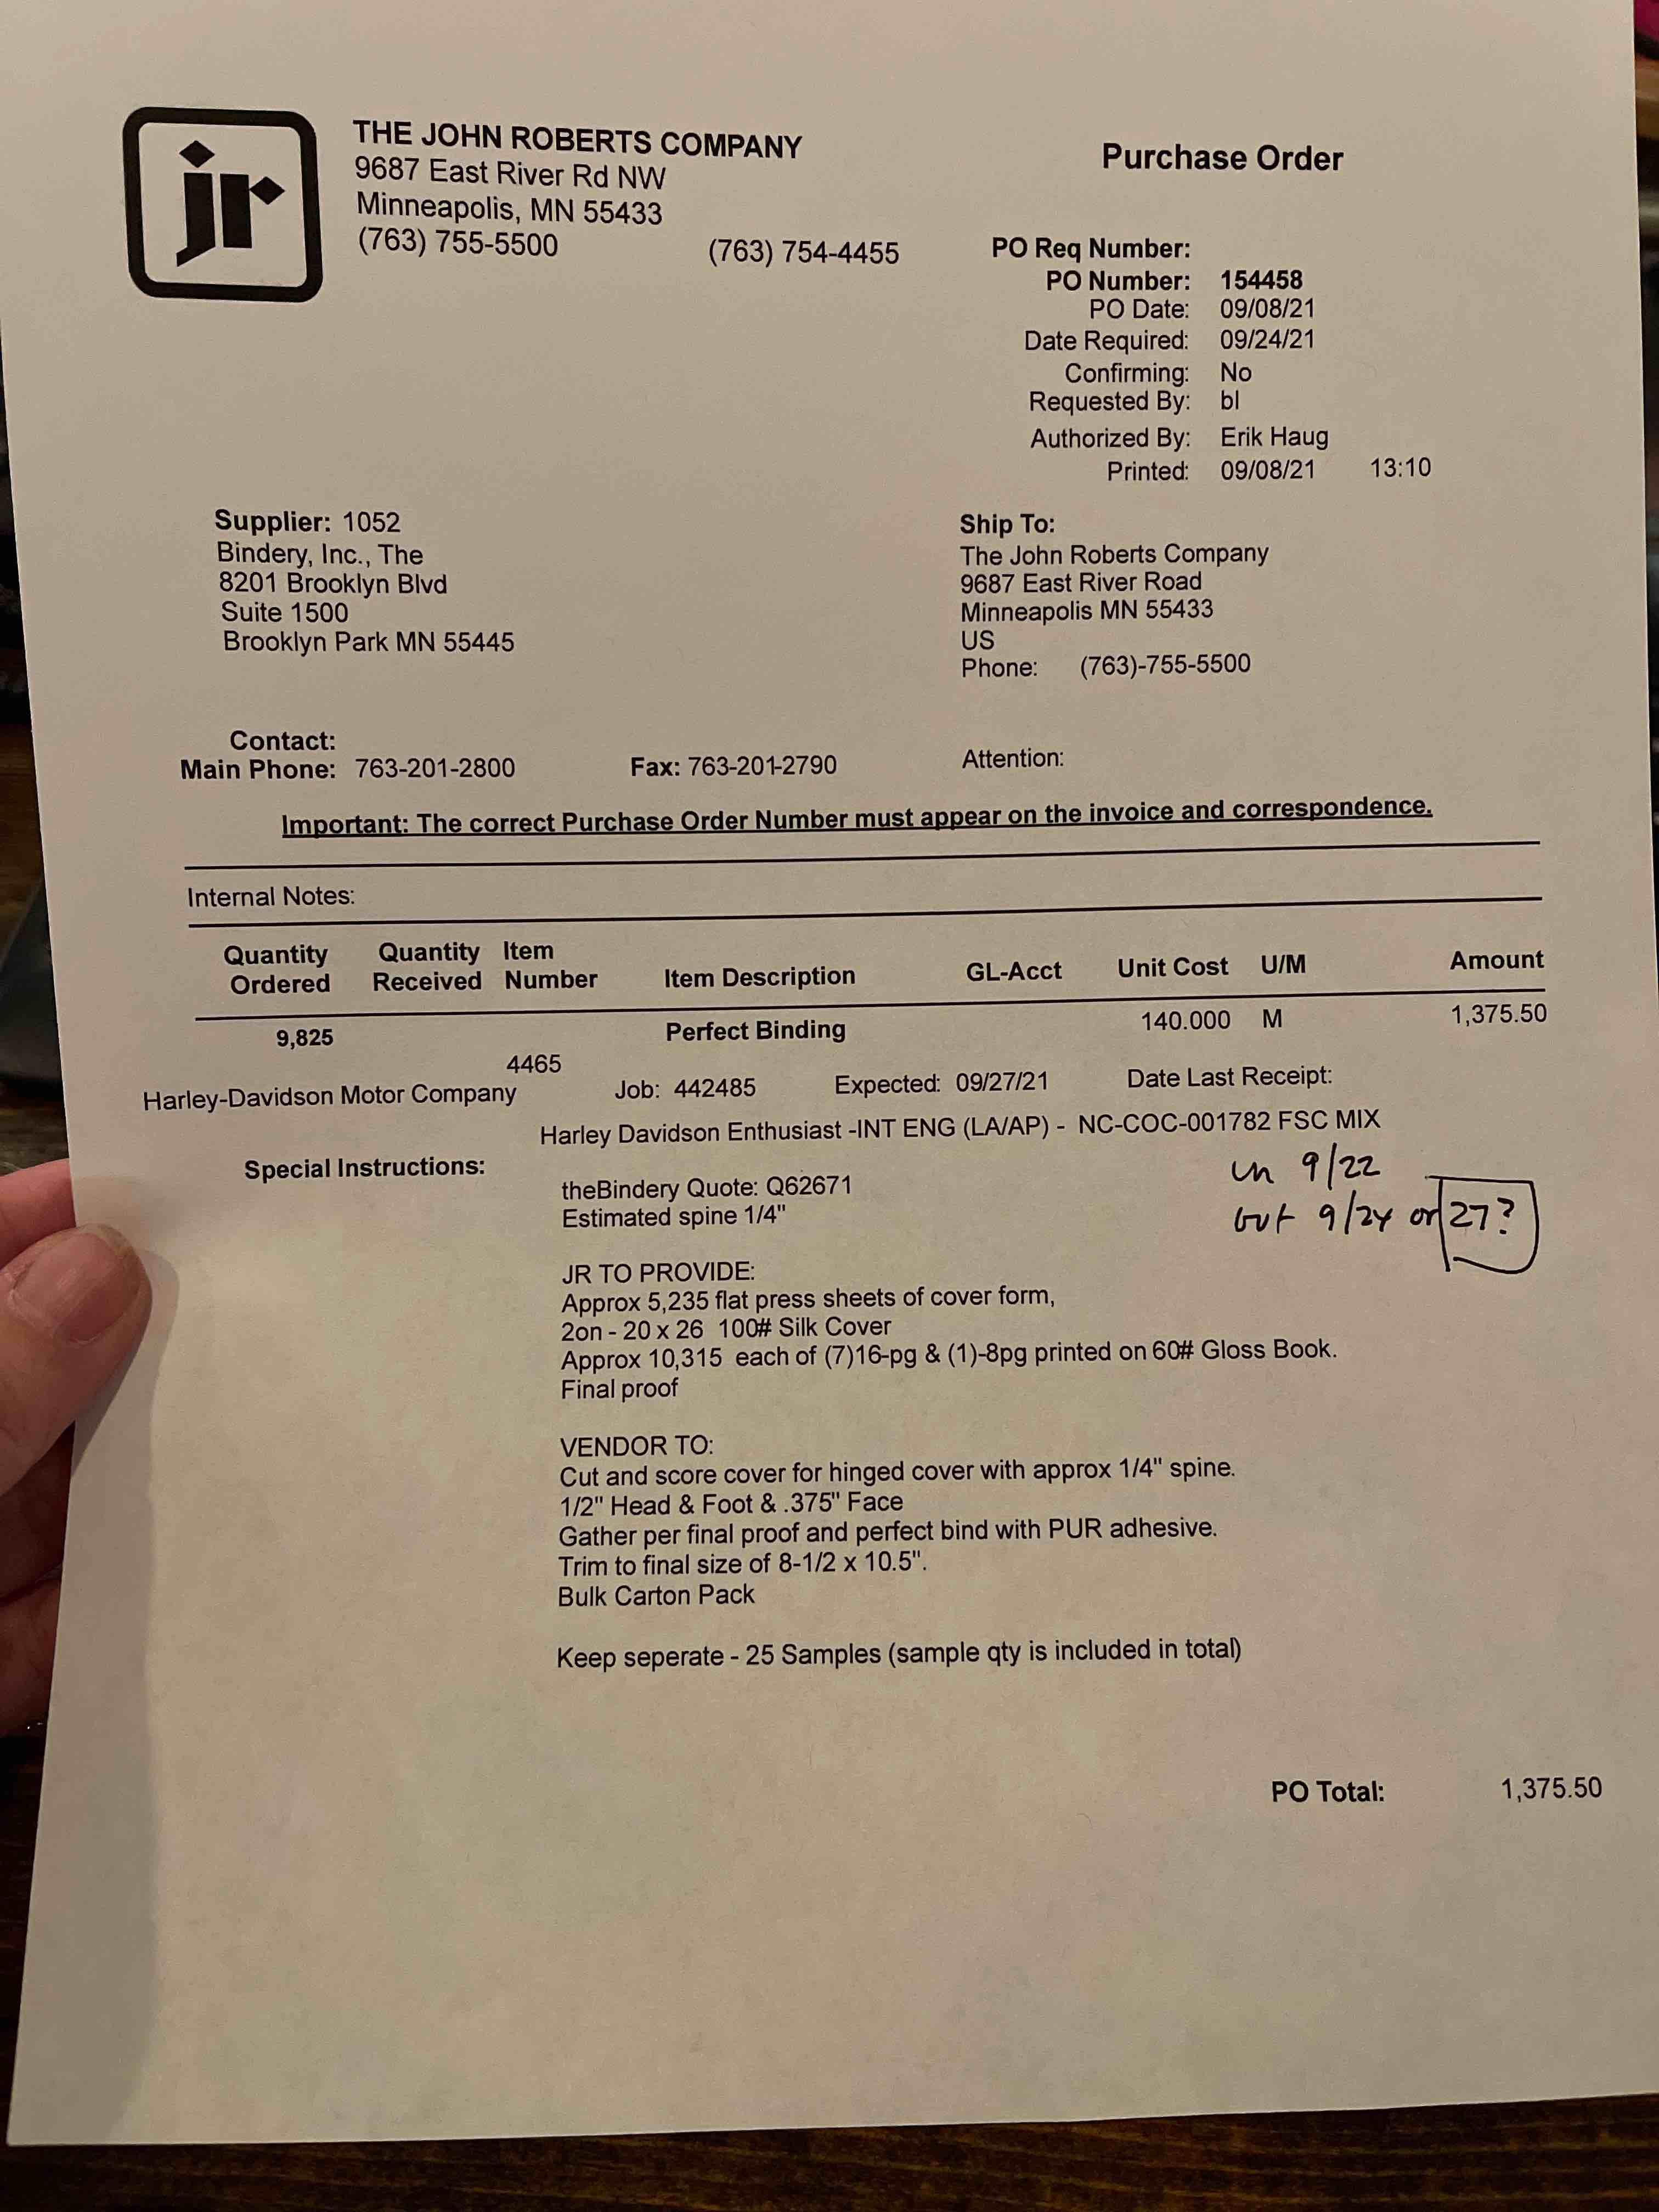 jr
THE JOHN ROBERTS COMPANY
9687 East River Rd NW
Minneapolis, MN 55433
(763) 755-5500 (763) 754-4455
Purchase Order
PO Req Number:
PO Number: 154458
PO Date: 09/08/21
Date Required: 09/24/21
Confirming: No
Requested By: bl
Authorized By: Erik Haug
Printed: 09/08/21 13:10
Supplier: 1052
Bindery, Inc., The
8201 Brooklyn Blvd
Suite 1500
Brooklyn Park MN 55445
Ship To:
The John Roberts Company
9687 East River Road
Minneapolis MN 55433
US
Phone: (763)-755-5500
Contact:
Main Phone: 763-201-2800 Fax: 763-201-2790
Attention:
Important: The correct Purchase Order Number must appear on the invoice and correspondence.
Internal Notes:
Quantity Ordered Quantity Received Item Number Item Description GL-Acct Unit Cost U/M Amount
9,825 Perfect Binding 140.000 M 1,375.50
4465
Harley-Davidson Motor Company Job: 442485 Expected: 09/27/21 Date Last Receipt:
Harley Davidson Enthusiast -INT ENG (LA/AP) - NC-COC-001782 FSC MIX
Special Instructions:
theBindery Quote: Q62671
Estimated spine 1/4"
in 9/22
out 9/24 or 27?
JR TO PROVIDE:
Approx 5,235 flat press sheets of cover form,
2on - 20 x 26 100# Silk Cover
Approx 10,315 each of (7)16-pg & (1)-8pg printed on 60# Gloss Book.
Final proof
VENDOR TO:
Cut and score cover for hinged cover with approx 1/4" spine.
1/2" Head & Foot & .375" Face
Gather per final proof and perfect bind with PUR adhesive.
Trim to final size of 8-1/2 x 10.5".
Bulk Carton Pack
Keep seperate - 25 Samples (sample qty is included in total)
PO Total: 1,375.50